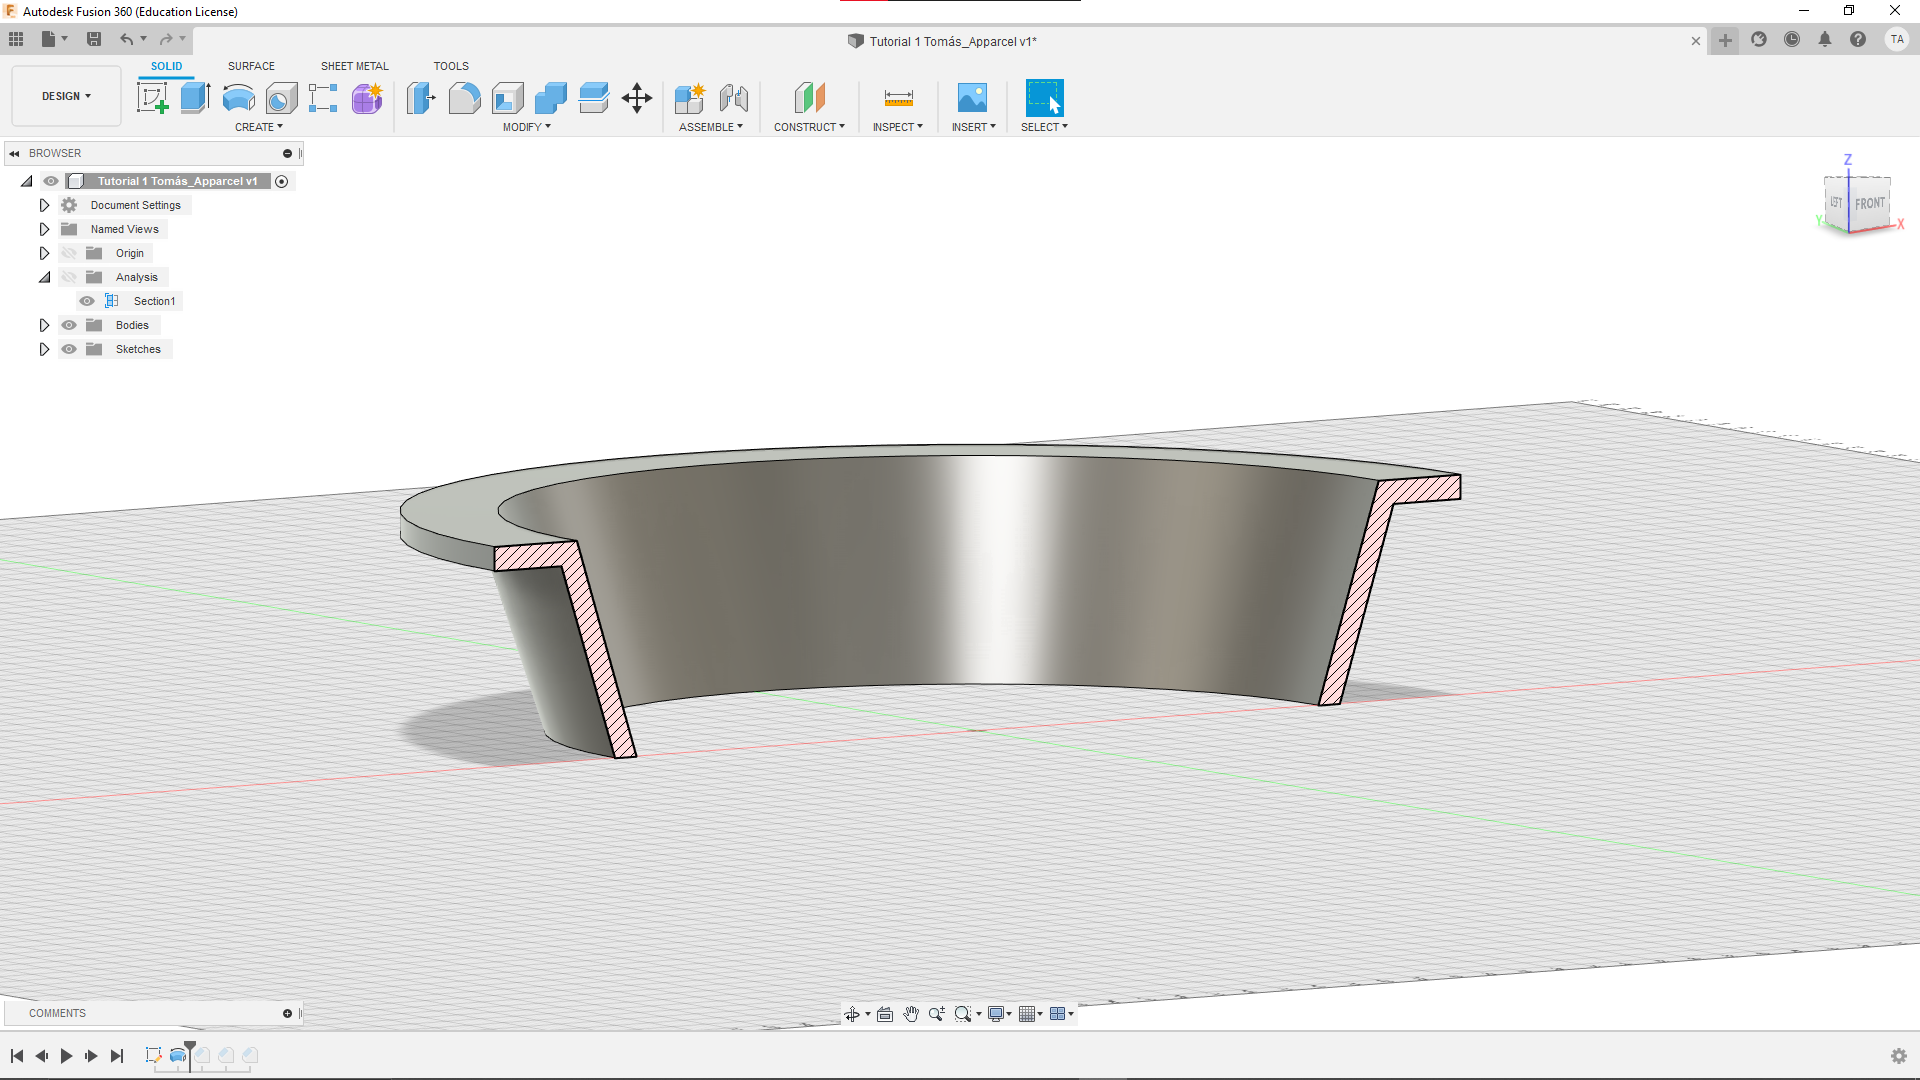 Autodesk Fusion 360 (Education License)
Tutorial 1 Tomás_Apparcel v1*
TA
DESIGN
SOLID SURFACE SHEET METAL TOOLS
CREATE MODIFY ASSEMBLE CONSTRUCT INSPECT INSERT SELECT
BROWSER
Tutorial 1 Tomás_Apparcel v1
Document Settings
Named Views
Origin
Analysis
Section1
Bodies
Sketches
Z
LEFT FRONT
Y X
COMMENTS